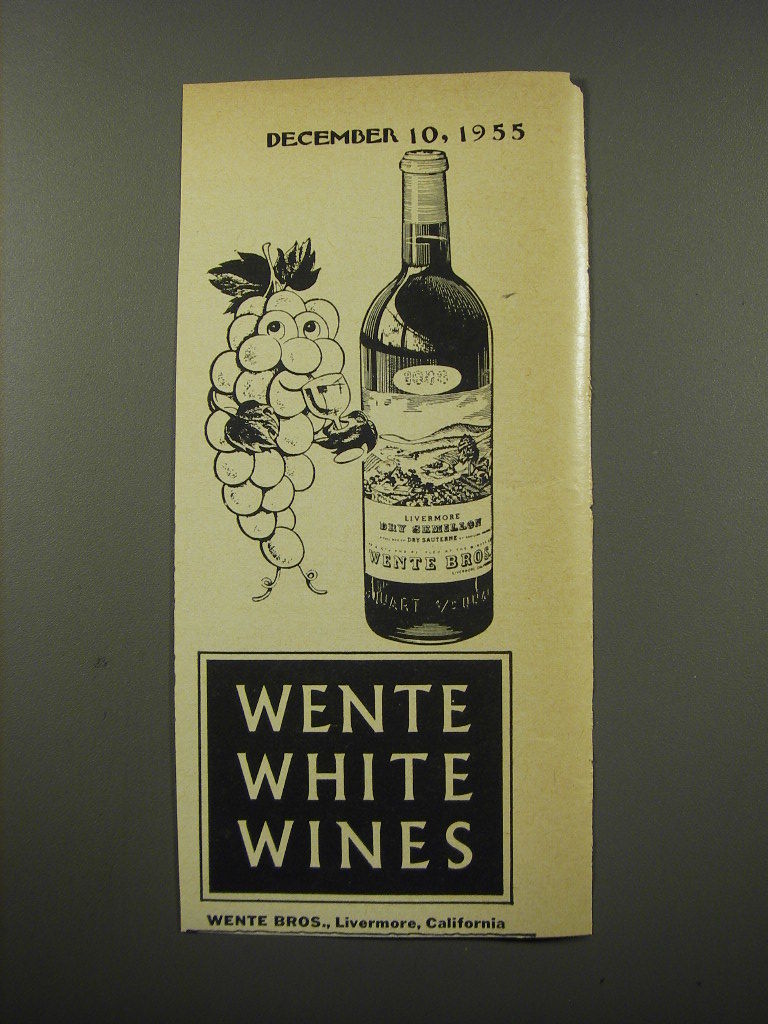 DECEMBER 10, 1955
LIVERMORE
DRY SEMILLON
DRY SAUTERNE
WENTE BROS.
WENTE
WHITE
WINES
WENTE BROS., Livermore, California